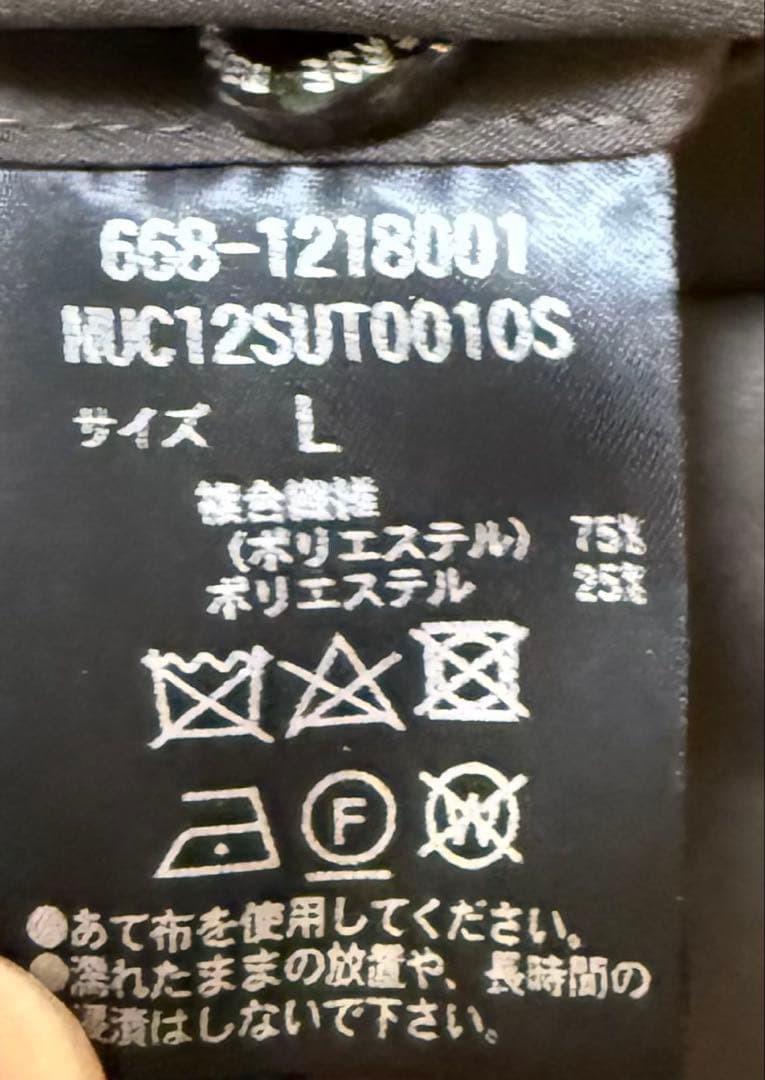 668-1218001
HUC12SUT0010S
サイズ L
複合繊維
(ポリエステル) 75%
ポリエステル 25%
F W
●あて布を使用してください。
●濡れたままの放置や、長時間の
浸漬はしないで下さい。